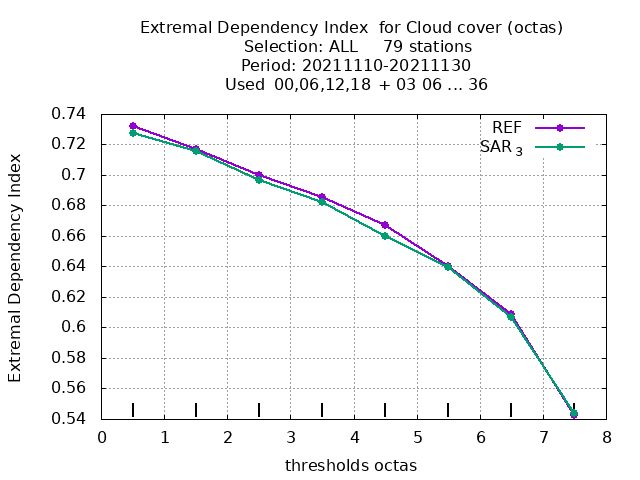 Extremal Dependency Index  for Cloud cover (octas)
Selection: ALL     79 stations
Period: 20211110-20211130
Used  00,06,12,18  + 03 06 ... 36
REF
SAR 3
Extremal Dependency Index
0.74
0.72
0.7
0.68
0.66
0.64
0.62
0.6
0.58
0.56
0.54
0 1 2 3 4 5 6 7 8
thresholds octas